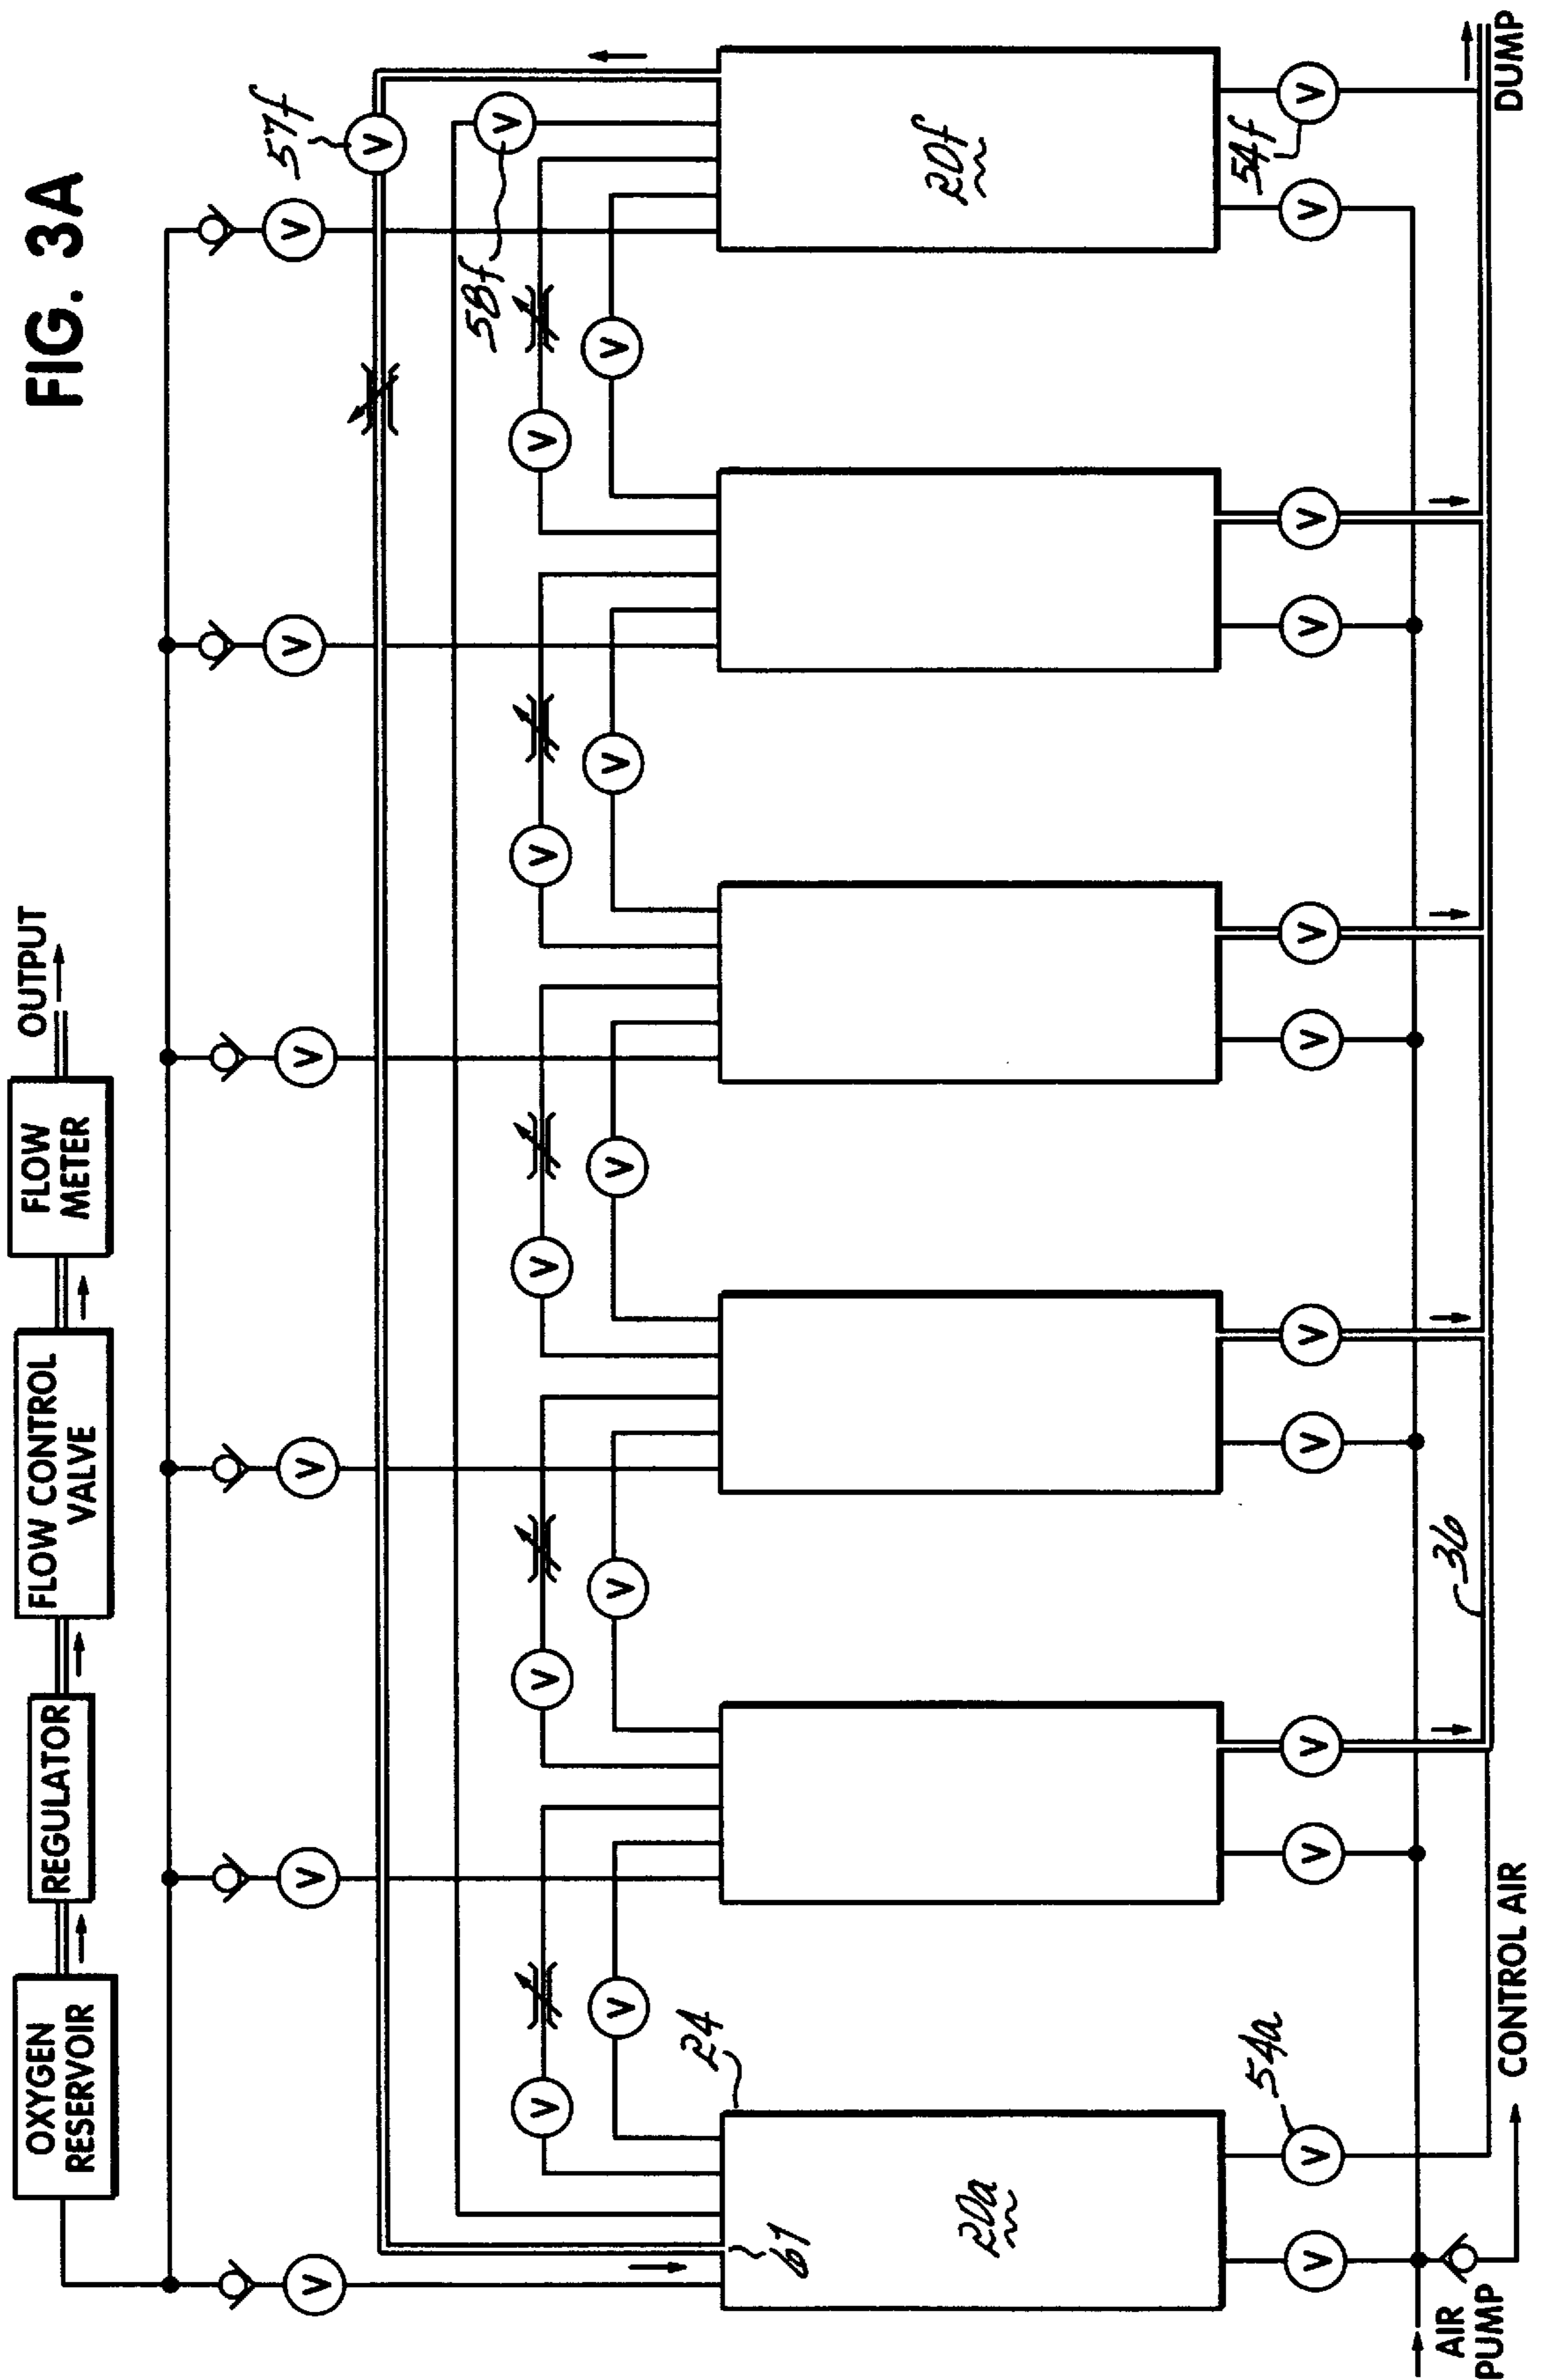 FIG. 3A
OXYGEN
RESERVOIR
REGULATOR
FLOW CONTROL
VALVE
FLOW
METER
OUTPUT
V
V
V
V
V
V
57f
V
58f
V
V
V
V
V
V
V
V
V
V
V
61
24
20a
20f
54a
54f
V
V
V
V
V
V
V
V
V
V
V
V
36
AIR
PUMP
CONTROL AIR
DUMP